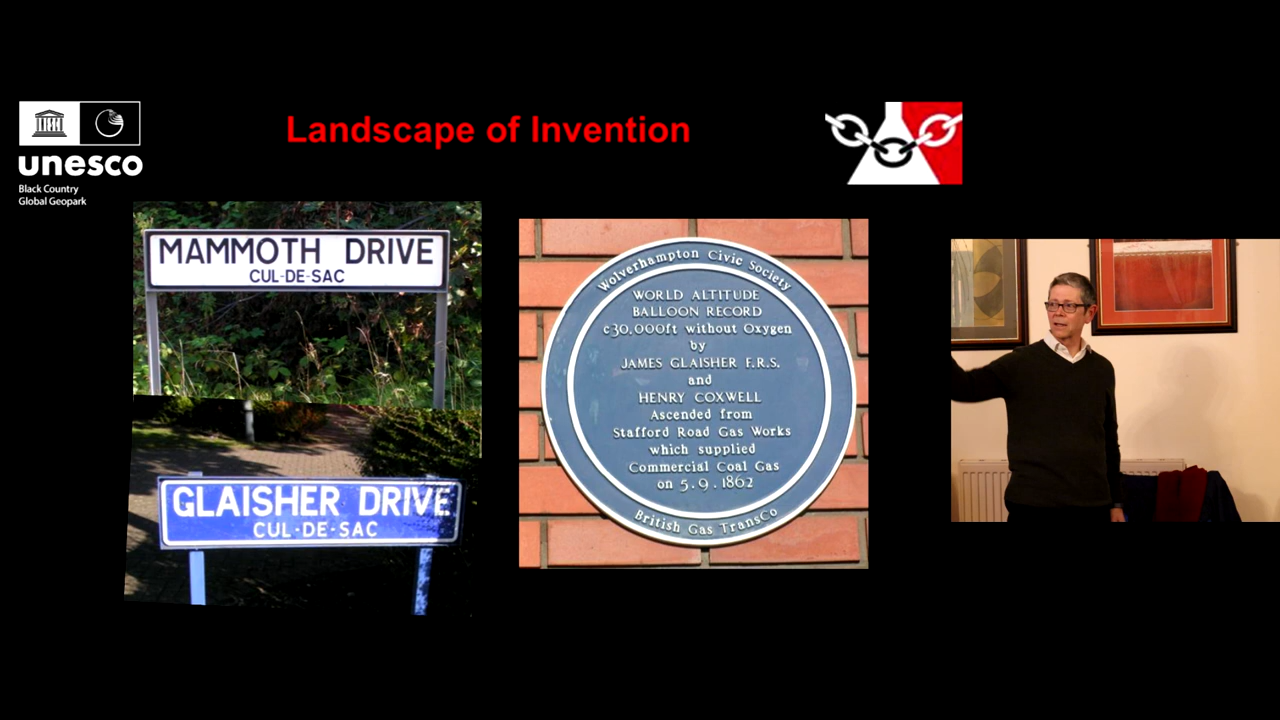 unesco
Black Country
Global Geopark
Landscape of Invention
MAMMOTH DRIVE
CUL-DE-SAC
GLAISHER DRIVE
CUL-DE-SAC
Wolverhampton Civic Society
WORLD ALTITUDE
BALLOON RECORD
c30,000ft without Oxygen
by
JAMES GLAISHER F.R.S.
and
HENRY COXWELL
Ascended from
Stafford Road Gas Works
which supplied
Commercial Coal Gas
on 5.9.1862
British Gas TransCo